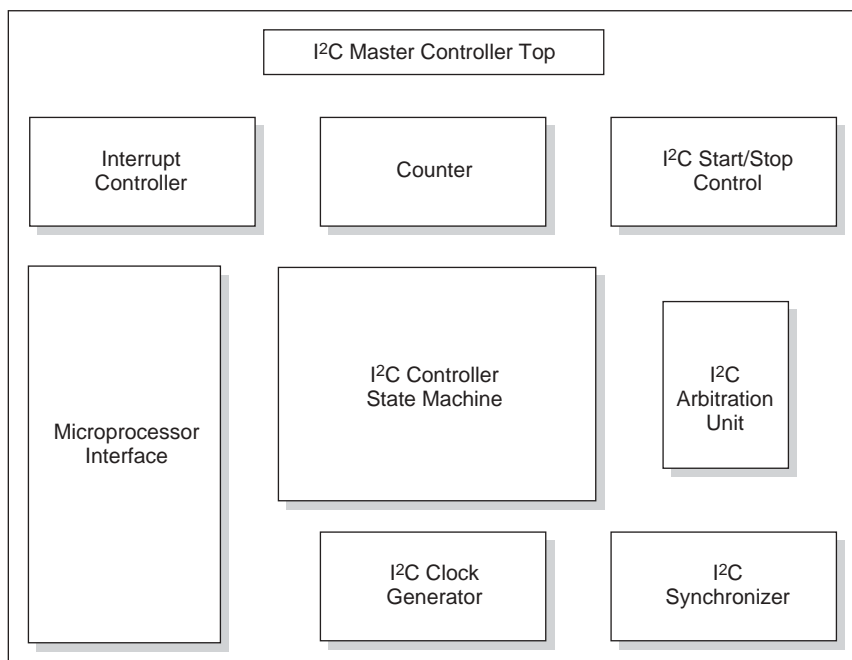 I²C Master Controller Top
Interrupt
Controller
Counter
I²C Start/Stop
Control
Microprocessor
Interface
I²C Controller
State Machine
I²C
Arbitration
Unit
I²C Clock
Generator
I²C
Synchronizer